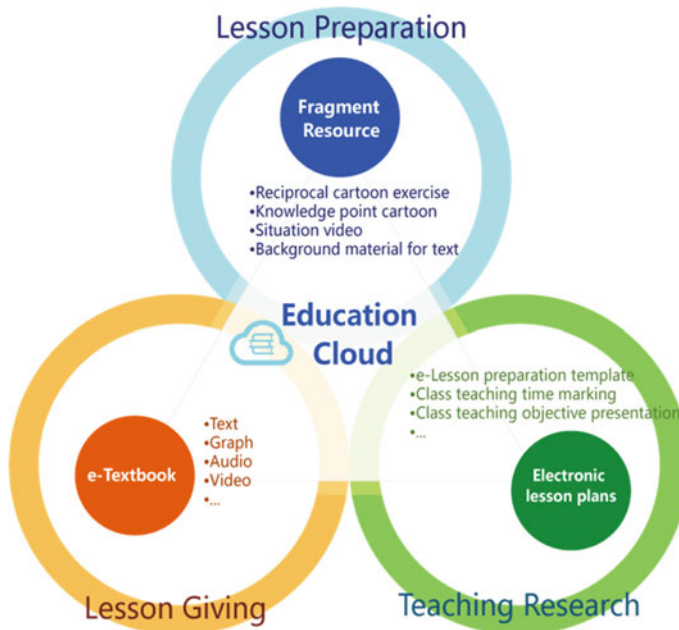 Lesson Preparation
Fragment
Resource
•Reciprocal cartoon exercise
•Knowledge point cartoon
•Situation video
•Background material for text
Education
Cloud
e-Textbook
•Text
•Graph
•Audio
•Video
•...
•e-Lesson preparation template
•Class teaching time marking
•Class teaching objective presentation
•...
Electronic
lesson plans
Lesson Giving
Teaching Research